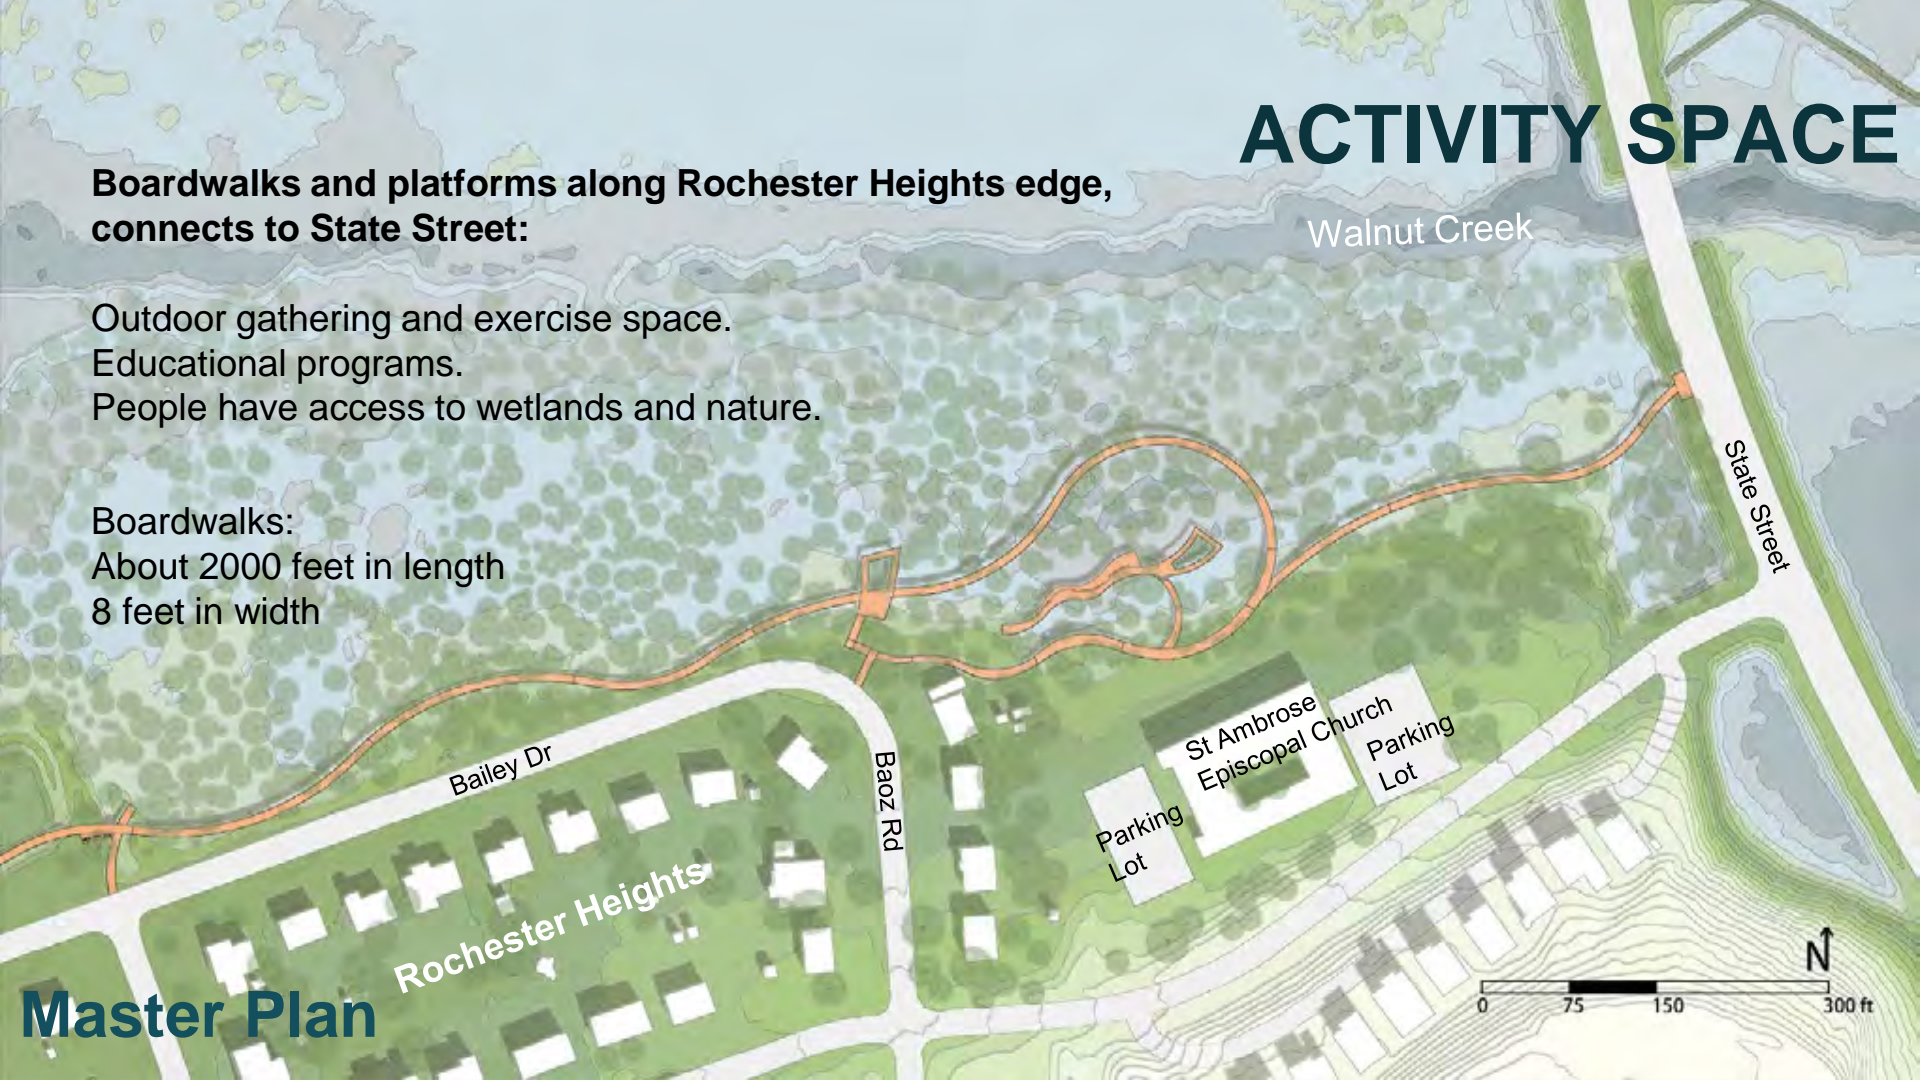 ACTIVITY SPACE
Boardwalks and platforms along Rochester Heights edge,
connects to State Street:
Walnut Creek
Outdoor gathering and exercise space.
Educational programs.
People have access to wetlands and nature.
Boardwalks:
About 2000 feet in length
8 feet in width
State Street
Bailey Dr
Baoz Rd
St Ambrose
Episcopal Church
Parking
Lot
Parking
Lot
Rochester Heights
Master Plan
N
0 75 150 300 ft